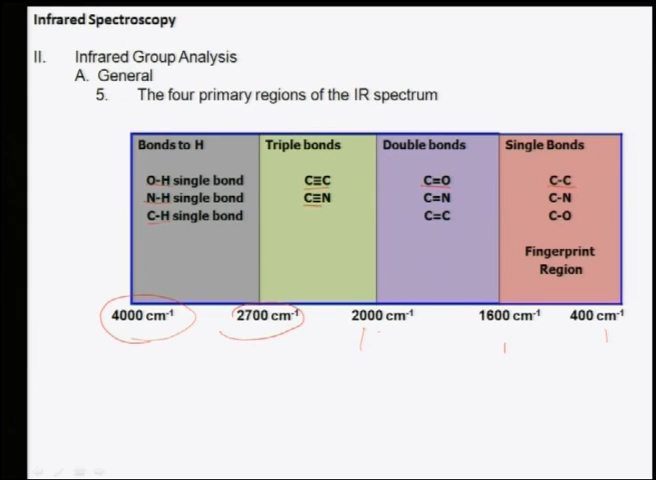 Infrared Spectroscopy
II. Infrared Group Analysis
A. General
5. The four primary regions of the IR spectrum
Bonds to H Triple bonds Double bonds Single Bonds
O-H single bond C≡C C=O C-C
N-H single bond C≡N C=N C-N
C-H single bond C=C C-O
Fingerprint
Region
4000 cm⁻¹ 2700 cm⁻¹ 2000 cm⁻¹ 1600 cm⁻¹ 400 cm⁻¹